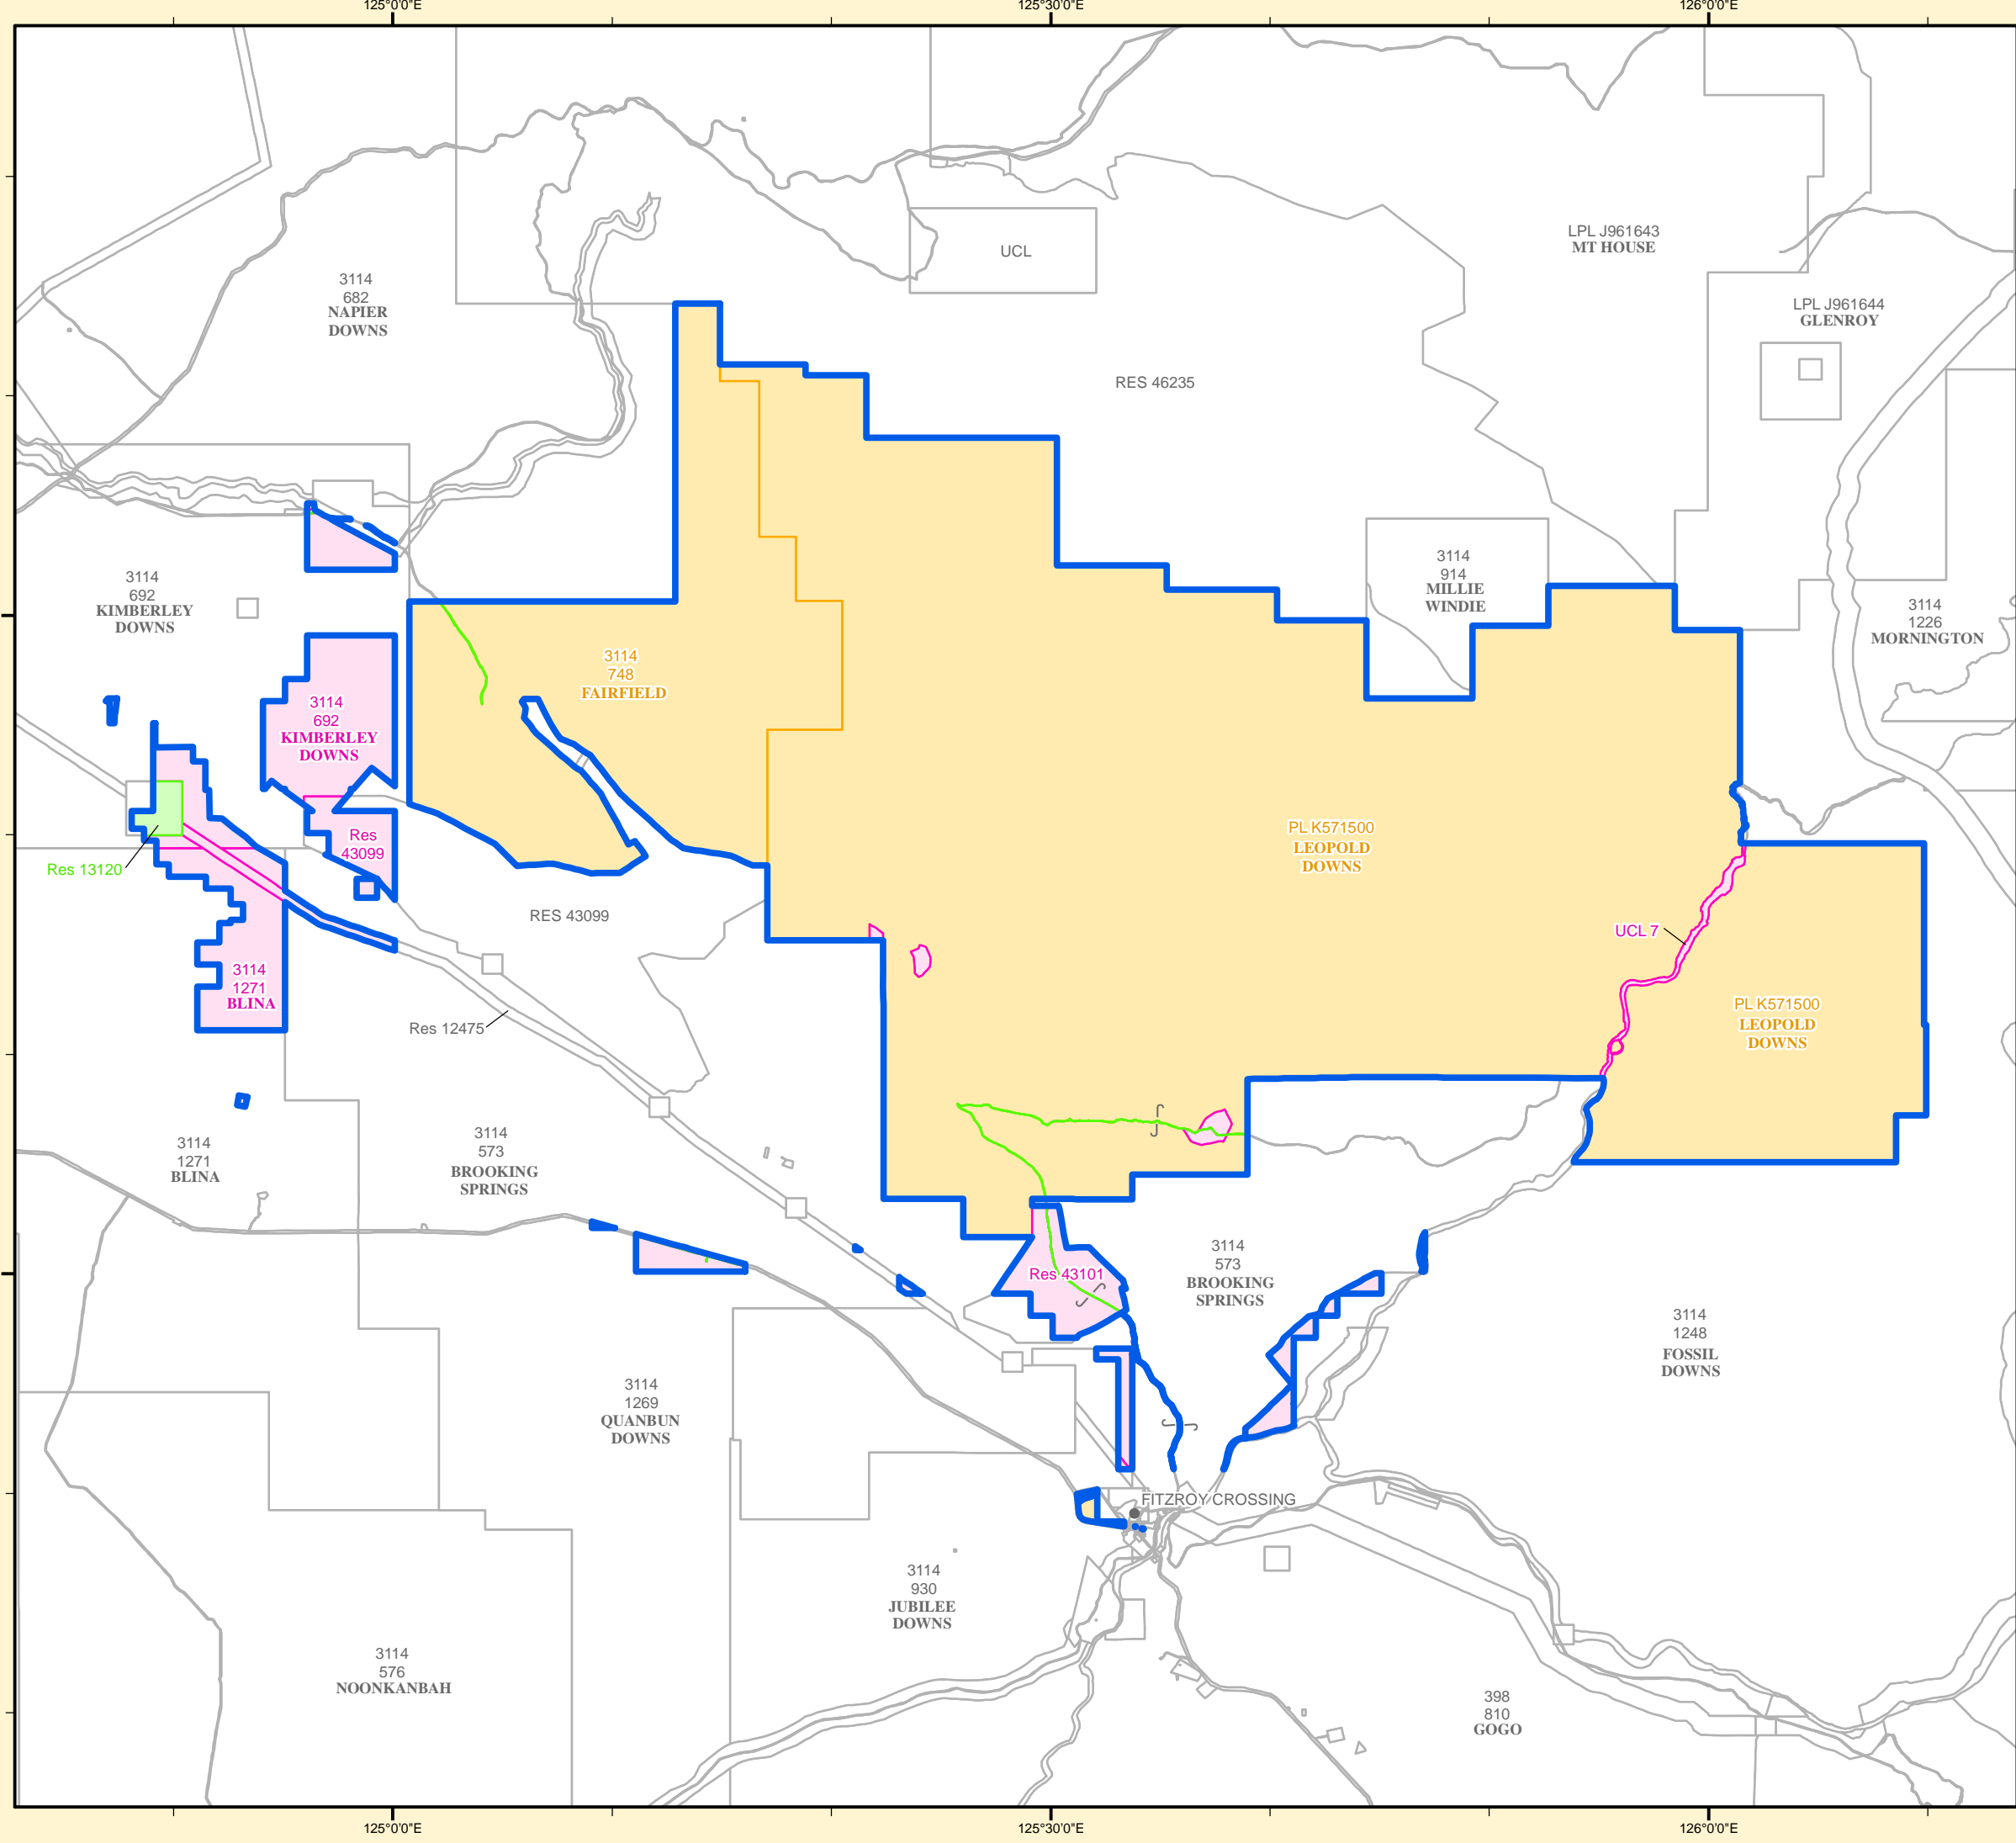 125°0'0"E
125°30'0"E
126°0'0"E
LPL J961643
MT HOUSE
UCL
3114
682
NAPIER
DOWNS
LPL J961644
GLENROY
RES 46235
3114
914
MILLIE
WINDIE
3114
692
KIMBERLEY
DOWNS
3114
1226
MORNINGTON
3114
748
FAIRFIELD
3114
692
KIMBERLEY
DOWNS
PL K571500
LEOPOLD
DOWNS
Res
43099
Res 13120
RES 43099
UCL 7
3114
1271
BLINA
PL K571500
LEOPOLD
DOWNS
Res 12475
3114
1271
BLINA
3114
573
BROOKING
SPRINGS
3114
573
BROOKING
SPRINGS
Res 43101
3114
1248
FOSSIL
DOWNS
3114
1269
QUANBUN
DOWNS
FITZROY CROSSING
3114
930
JUBILEE
DOWNS
3114
576
NOONKANBAH
398
810
GOGO
125°0'0"E
125°30'0"E
126°0'0"E